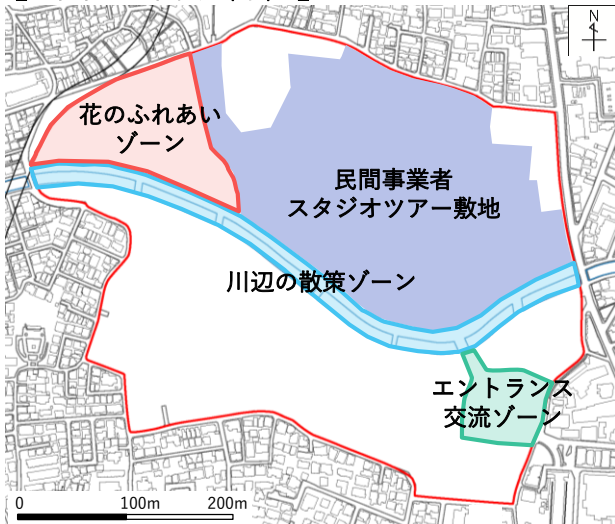 N
花のふれあい
ゾーン
民間事業者
スタジオツアー敷地
川辺の散策ゾーン
エントランス
交流ゾーン
0 100m 200m